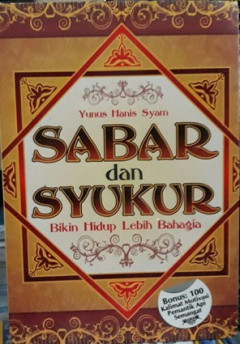 Yunus Hanis Syam
SABAR
dan
SYUKUR
Bikin Hidup Lebih Bahagia
Bonus: 100
Kalimat Motivasi
Pemantik Api
Semangat